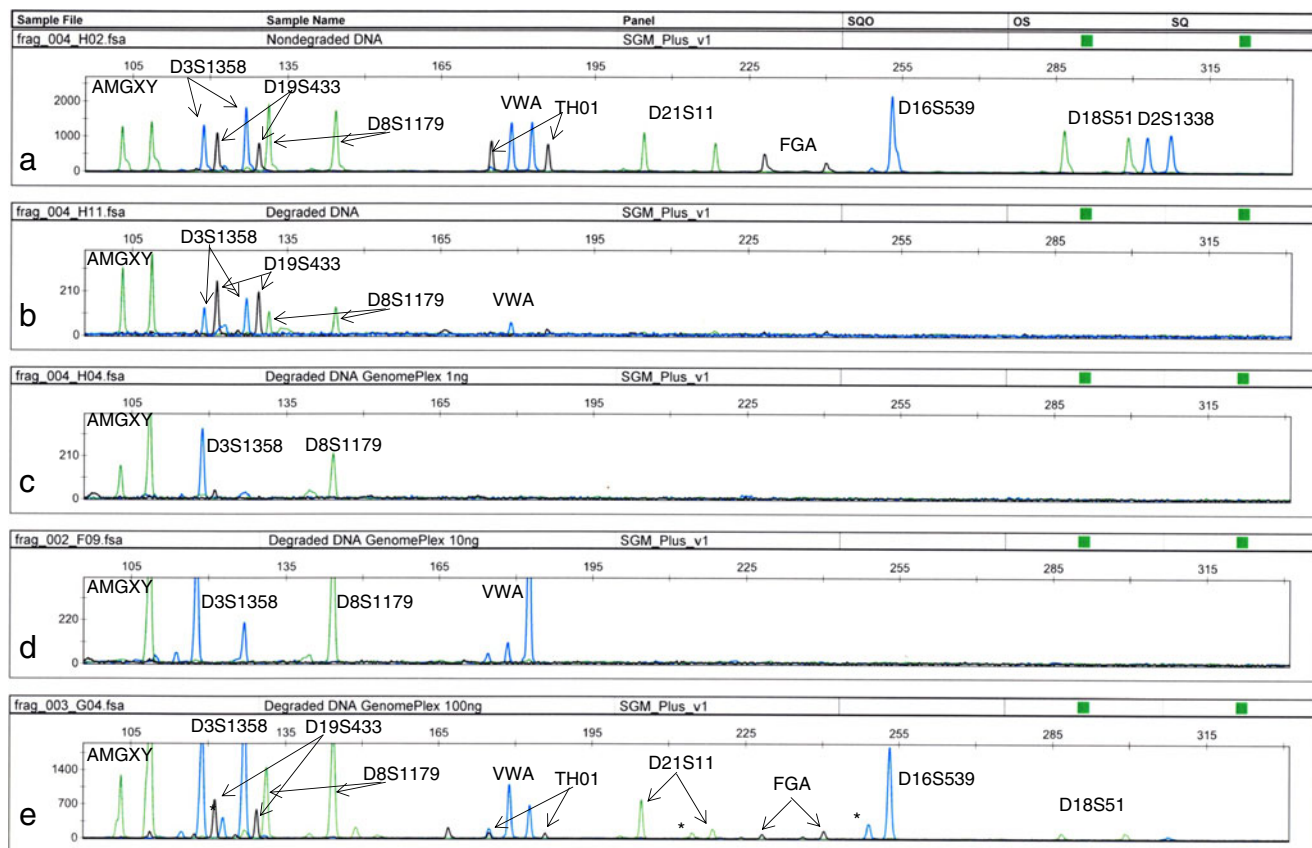 Sample File Sample Name Panel SQO OS SQ
frag_004_H02.fsa Nondegraded DNA SGM_Plus_v1
105 135 165 195 225 255 285 315
AMGXY D3S1358 D19S433 D8S1179 VWA TH01 D21S11 FGA D16S539 D18S51 D2S1338
2000
1000
0
a
frag_004_H11.fsa Degraded DNA SGM_Plus_v1
105 135 165 195 225 255 285 315
AMGXY D3S1358 D19S433 D8S1179 VWA
210
0
b
frag_004_H04.fsa Degraded DNA GenomePlex 1ng SGM_Plus_v1
105 135 165 195 225 255 285 315
AMGXY D3S1358 D8S1179
210
0
c
frag_002_F09.fsa Degraded DNA GenomePlex 10ng SGM_Plus_v1
105 135 165 195 225 255 285 315
AMGXY D3S1358 D8S1179 VWA
220
0
d
frag_003_G04.fsa Degraded DNA GenomePlex 100ng SGM_Plus_v1
105 135 165 195 225 255 285 315
AMGXY D3S1358 D19S433 D8S1179 VWA TH01 D21S11 FGA D16S539 D18S51
1400
700
0
* * *
e